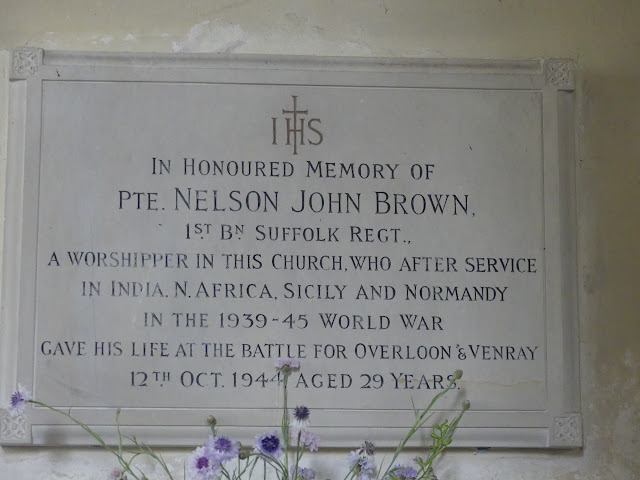 IHS
IN HONOURED MEMORY OF
PTE. NELSON JOHN BROWN,
1ST. BN SUFFOLK REGT.,
A WORSHIPPER IN THIS CHURCH, WHO AFTER SERVICE
IN INDIA. N. AFRICA, SICILY AND NORMANDY
IN THE 1939-45 WORLD WAR
GAVE HIS LIFE AT THE BATTLE FOR OVERLOON & VENRAY
12TH. OCT. 1944 AGED 29 YEARS.